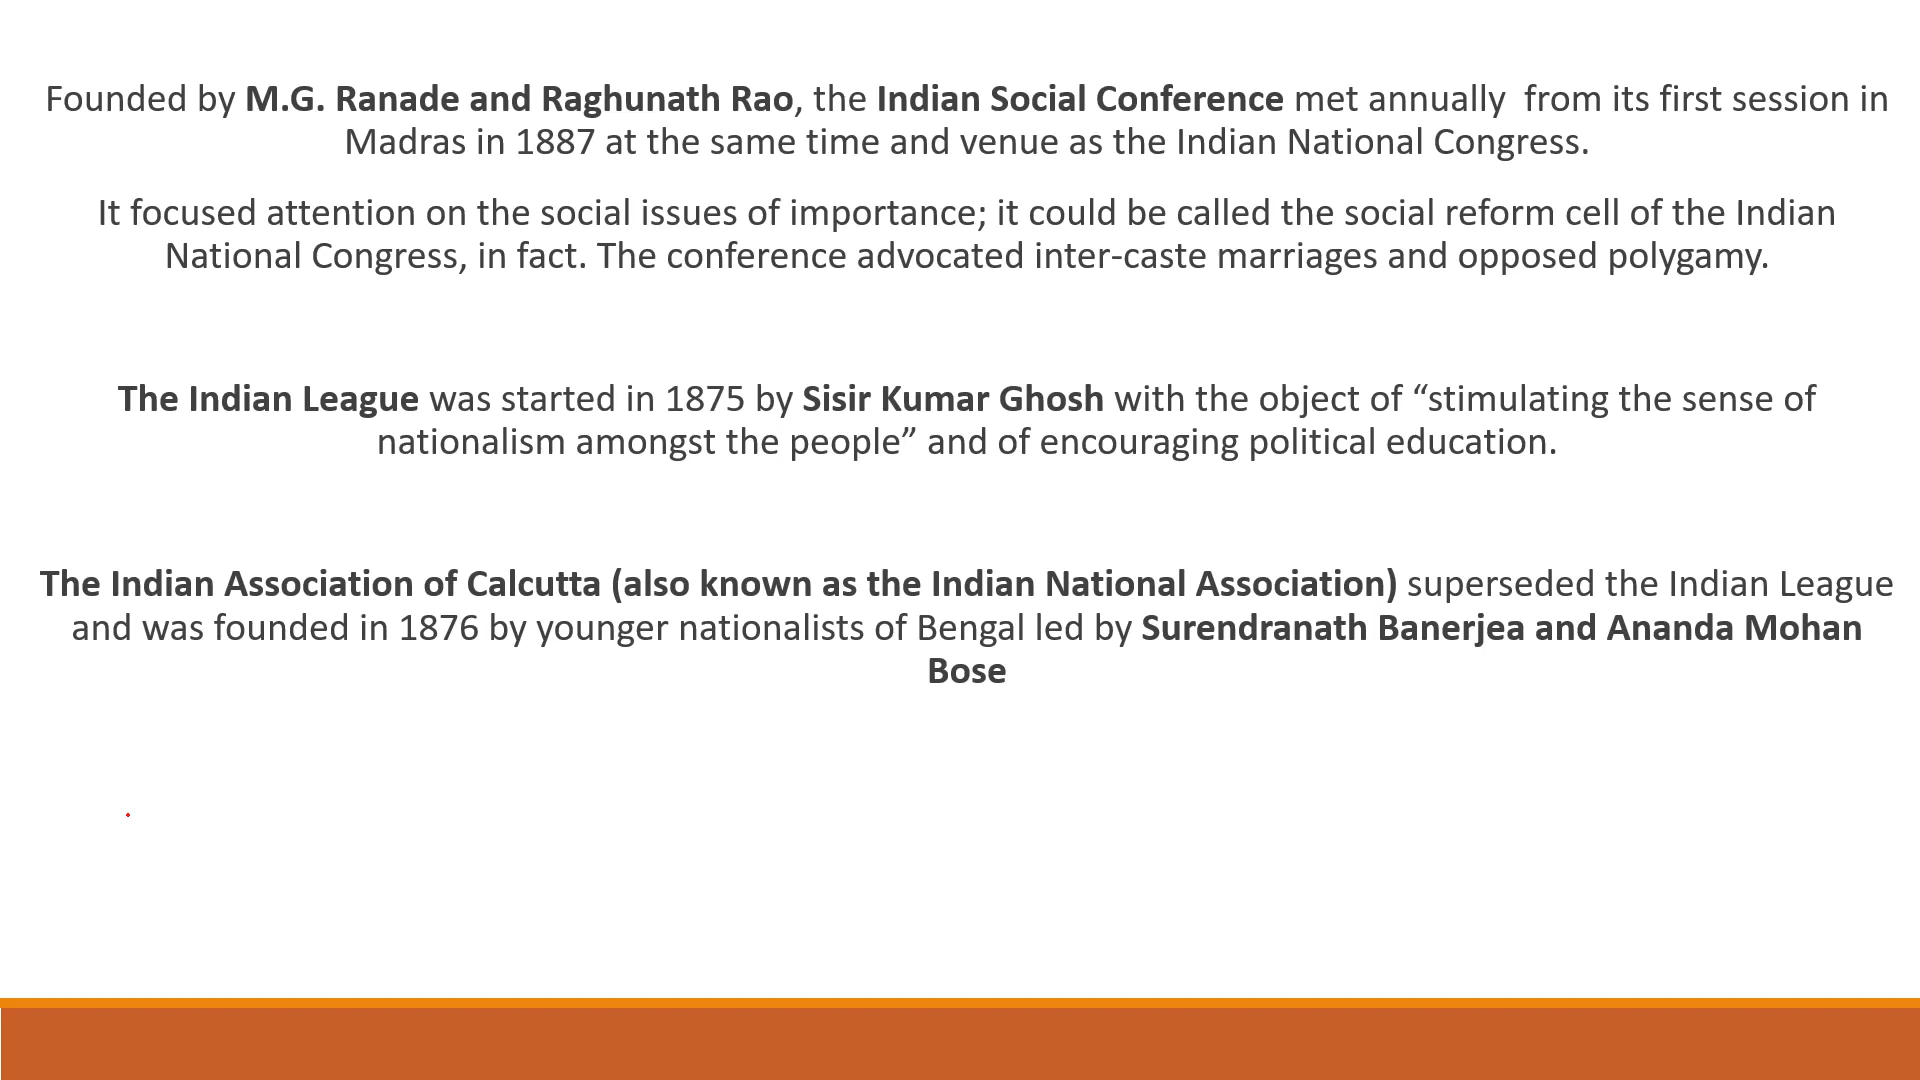 Founded by M.G. Ranade and Raghunath Rao, the Indian Social Conference met annually  from its first session in
Madras in 1887 at the same time and venue as the Indian National Congress.
It focused attention on the social issues of importance; it could be called the social reform cell of the Indian
National Congress, in fact. The conference advocated inter-caste marriages and opposed polygamy.
The Indian League was started in 1875 by Sisir Kumar Ghosh with the object of “stimulating the sense of
nationalism amongst the people” and of encouraging political education.
The Indian Association of Calcutta (also known as the Indian National Association) superseded the Indian League
and was founded in 1876 by younger nationalists of Bengal led by Surendranath Banerjea and Ananda Mohan
Bose